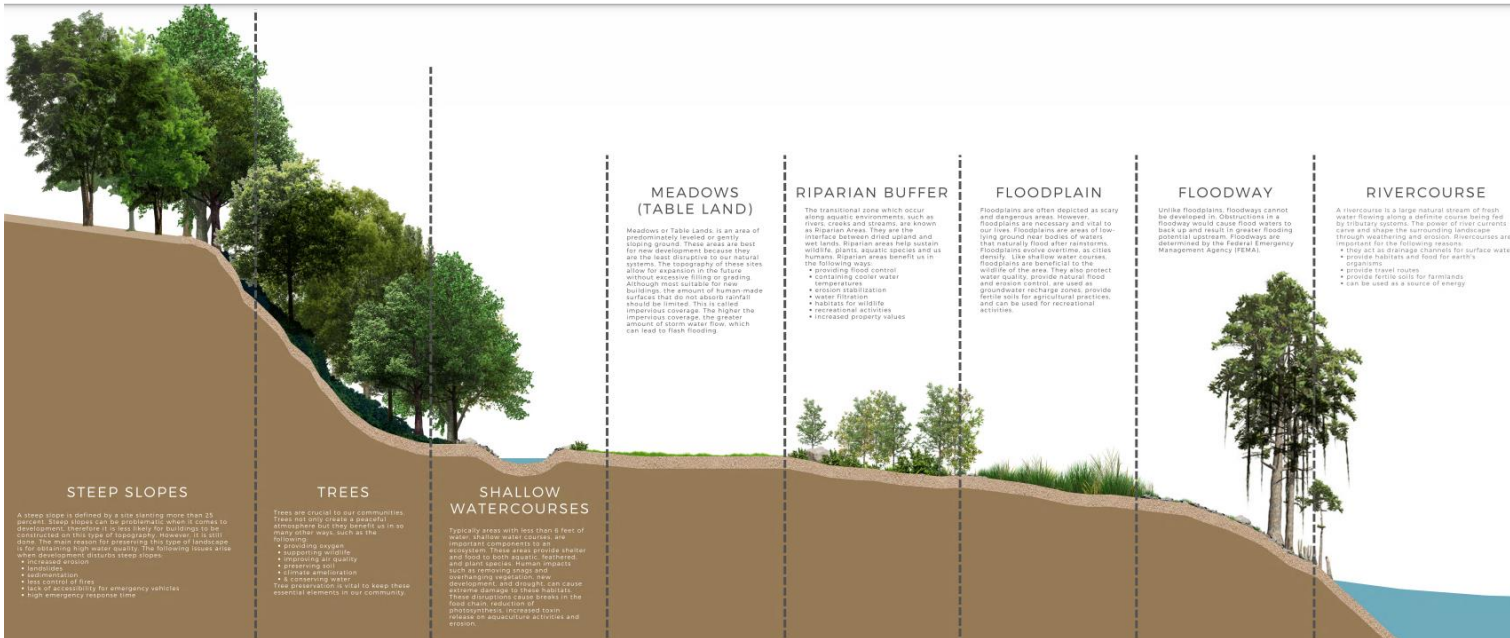 STEEP SLOPES
A steep slope is defined by a site slanting more than 25
percent. Steep slopes can be problematic when it comes to
development, therefore it is less likely for buildings to be
constructed on this type of topography. However, it is still
done. The main reason for preserving this type of landscape
is for obtaining high water quality. The following issues arise
when development disturbs steep slopes:
• increased erosion
• landslides
• sedimentation
• less control of fires
• lack of accessibility for emergency vehicles
• high emergency response time
TREES
Trees are crucial to our communities.
Trees not only create a peaceful
atmosphere but they benefit us in so
many other ways, such as the
following:
• providing oxygen
• supporting wildlife
• improving air quality
• preserving soil
• climate amelioration
• & conserving water
Tree preservation is vital to keep these
essential elements in our community.
SHALLOW
WATERCOURSES
Typically areas with less than 6 feet of
water, shallow water courses, are
important components to an
ecosystem. These areas provide shelter
and food to both aquatic, feathered,
and plant species. Human impacts
such as removing snags and
overhanging vegetation, new
development, and drought, can cause
extreme damage to these habitats.
These disruptions cause breaks in the
food chain, reduction of
photosynthesis, increased toxin
release on aquaculture activities and
erosion.
MEADOWS
(TABLE LAND)
Meadows or Table Lands, is an area of
predominately leveled or gently
sloping ground. These areas are best
for new development because they
are the least disruptive to our natural
systems. The topography of these sites
allow for expansion in the future
without excessive filling or grading.
Although most suitable for new
buildings, the amount of human-made
surfaces that do not absorb rainfall
should be limited. This is called
impervious coverage. The higher the
impervious coverage, the greater
amount of storm water flow, which
can lead to flash flooding.
RIPARIAN BUFFER
The transitional zone which occur
along aquatic environments, such as
rivers, creeks and streams, are known
as Riparian Areas. They are the
interface between dried upland and
wet lands. Riparian areas help sustain
wildlife, plants, aquatic species and us
humans. Riparian areas benefit us in
the following ways:
• providing flood control
• containing cooler water
temperatures
• erosion stabilization
• water filtration
• habitats for wildlife
• recreational activities
• increased property values
FLOODPLAIN
Floodplains are often depicted as scary
and dangerous areas. However,
floodplains are necessary and vital to
our lives. Floodplains are areas of low-
lying ground near bodies of waters
that naturally flood after rainstorms.
Floodplains evolve overtime, as cities
densify. Like shallow water courses,
floodplains are beneficial to the
wildlife of the area. They also protect
water quality, provide natural flood
and erosion control, are used as
groundwater recharge zones, provide
fertile soils for agricultural practices,
and can be used for recreational
activities.
FLOODWAY
Unlike floodplains, floodways cannot
be developed in. Obstructions in a
floodway would cause flood waters to
back up and result in greater flooding
potential upstream. Floodways are
determined by the Federal Emergency
Management Agency (FEMA).
RIVERCOURSE
A rivercourse is a large natural stream of fresh
water flowing along a definite course being fed
by tributary systems. The power of river currents
carve and shape the surrounding landscape
through weathering and erosion. Rivercourses are
important for the following reasons:
• they act as drainage channels for surface water
• provide habitats and food for earth's
organisms
• provide travel routes
• provide fertile soils for farmlands
• can be used as a source of energy